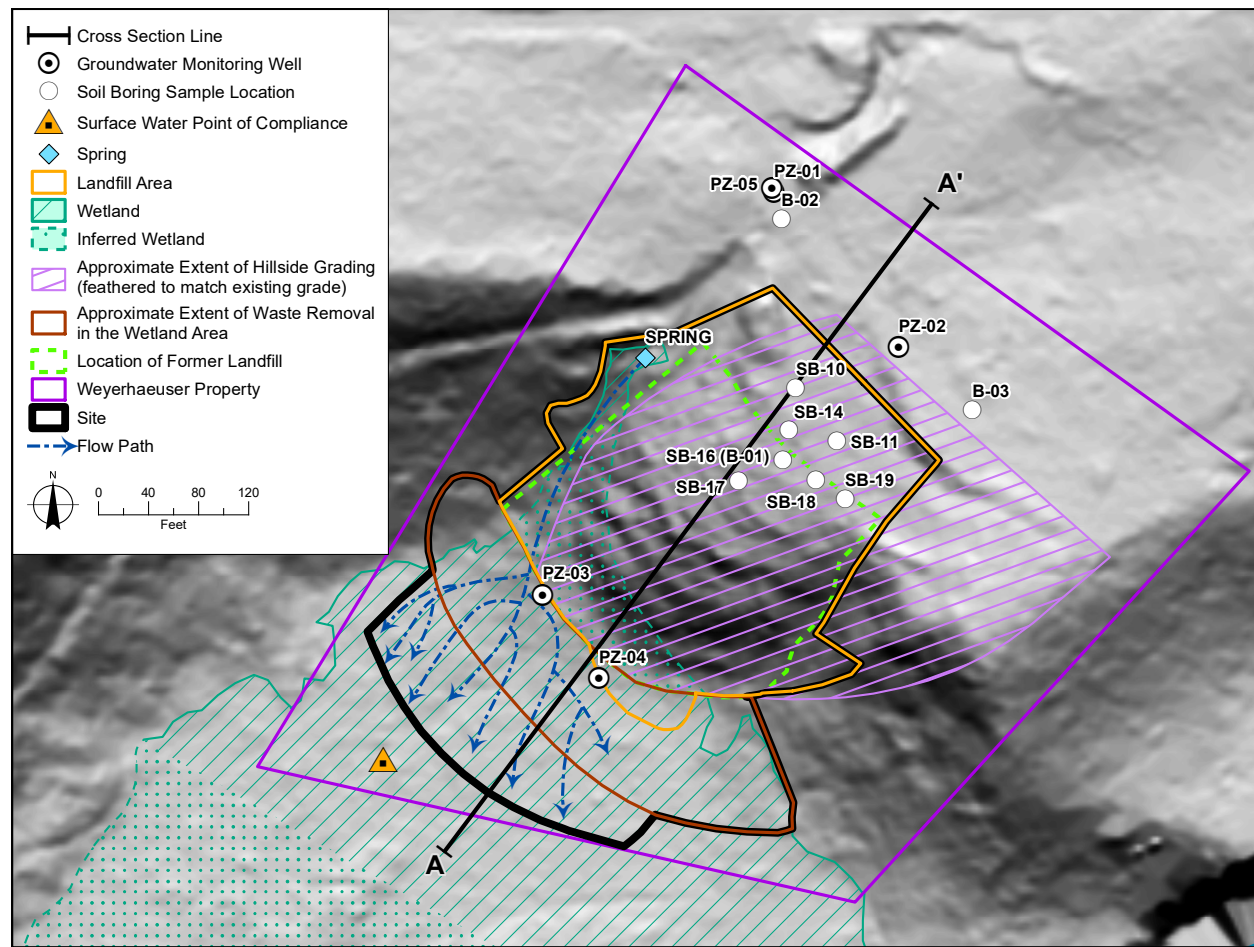 Cross Section Line
Groundwater Monitoring Well
Soil Boring Sample Location
Surface Water Point of Compliance
Spring
Landfill Area
Wetland
Inferred Wetland
Approximate Extent of Hillside Grading
(feathered to match existing grade)
Approximate Extent of Waste Removal
in the Wetland Area
Location of Former Landfill
Weyerhaeuser Property
Site
Flow Path
N
0 40 80 120
Feet
PZ-01
PZ-05
B-02
A'
PZ-02
SPRING
SB-10
B-03
SB-14
SB-11
SB-16 (B-01)
SB-17
SB-19
SB-18
PZ-03
PZ-04
A